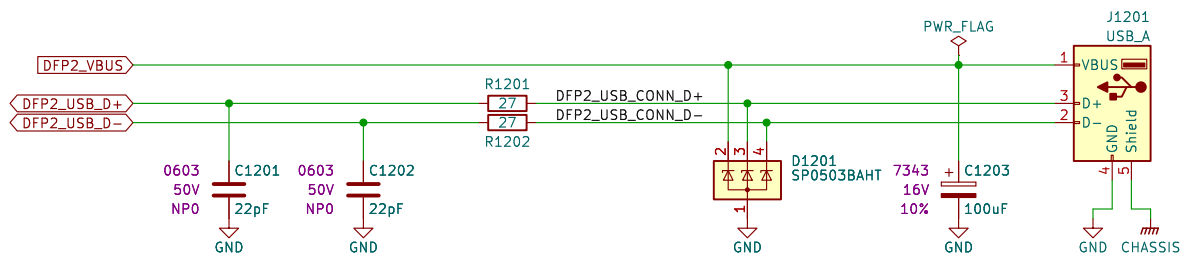 J1201
USB_A
PWR_FLAG
DFP2_VBUS
1
VBUS
R1201
DFP2_USB_D+
27
DFP2_USB_CONN_D+
3
D+
DFP2_USB_D-
27
DFP2_USB_CONN_D-
2
D-
R1202
GND
Shield
2
3
4
4
5
0603
50V
NP0
C1201
22pF
0603
50V
NP0
C1202
22pF
D1201
SP0503BAHT
1
7343
16V
10%
+
C1203
100uF
GND
GND
GND
GND
GND
CHASSIS